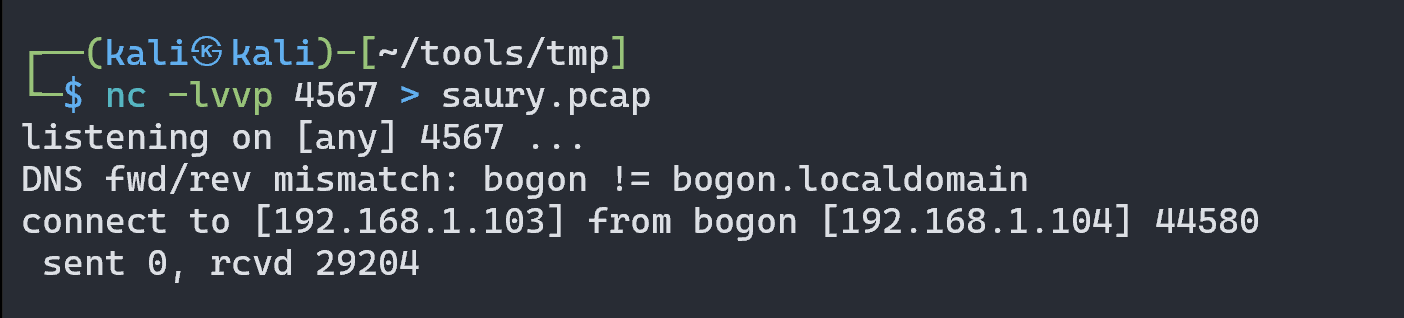 ┌──(kali㉿kali)-[~/tools/tmp]
└─$ nc -lvvp 4567 > saury.pcap
listening on [any] 4567 ...
DNS fwd/rev mismatch: bogon != bogon.localdomain
connect to [192.168.1.103] from bogon [192.168.1.104] 44580
 sent 0, rcvd 29204